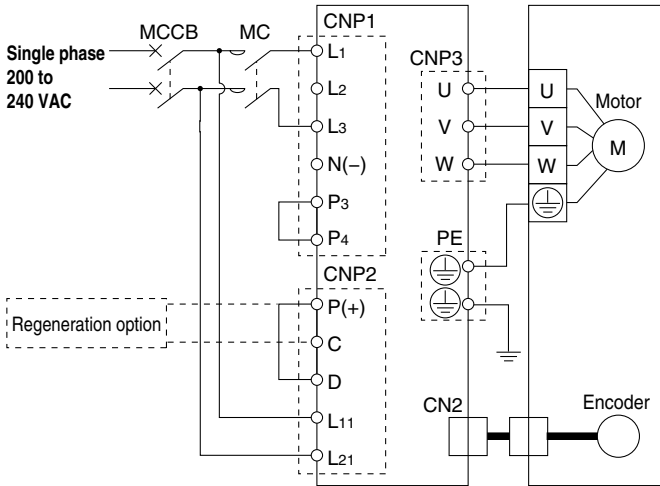 MCCB
MC
CNP1
Single phase
200 to
240 VAC
L1
L2
L3
N(−)
P3
P4
CNP3
U
V
W
U
V
W
Motor
M
PE
CNP2
Regeneration option
P(+)
C
D
L11
L21
CN2
Encoder